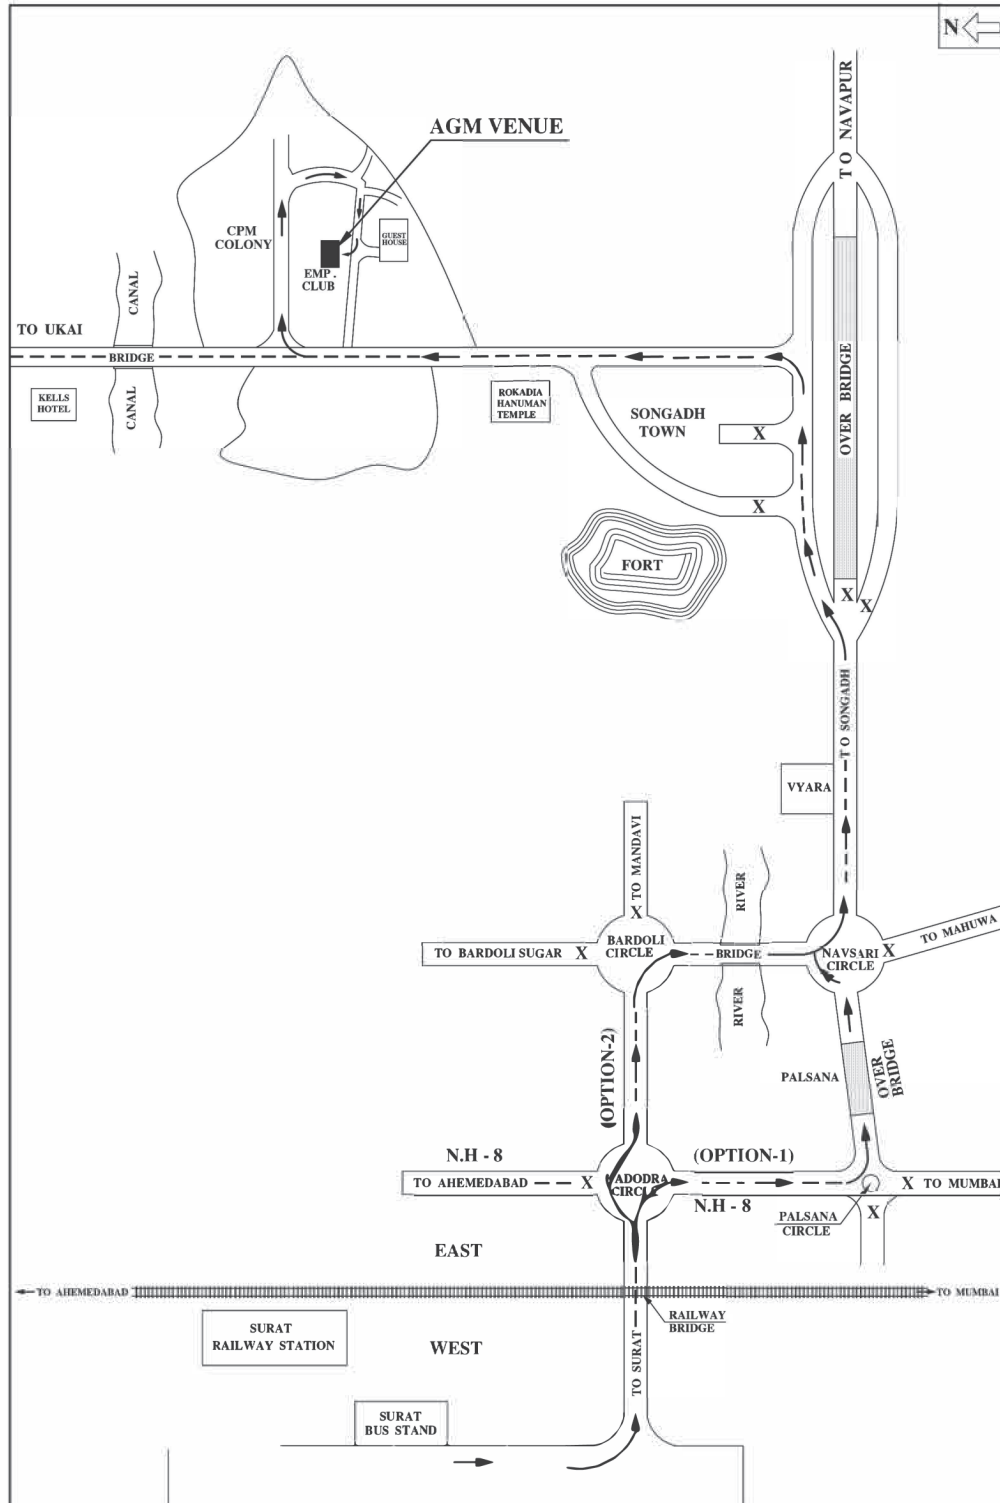 N
TO NAVAPUR
AGM VENUE
CPM
COLONY
GUEST
HOUSE
EMP.
CLUB
CANAL
TO UKAI
BRIDGE
KELLS
HOTEL
CANAL
ROKADIA
HANUMAN
TEMPLE
SONGADH
TOWN
X
X
OVER BRIDGE
FORT
X
X
TO SONGADH
VYARA
TO MANDAVI
X
RIVER
TO BARDOLI SUGAR X
BARDOLI
CIRCLE
BRIDGE
NAVSARI
CIRCLE
X
TO MAHUWA
RIVER
(OPTION-2)
PALSANA
OVER
BRIDGE
N.H - 8
(OPTION-1)
TO AHEMEDABAD
X
ADODRA
CIRCLE
X TO MUMBAI
N.H - 8
PALSANA
CIRCLE
X
EAST
TO AHEMEDABAD
TO MUMBAI
RAILWAY
BRIDGE
SURAT
RAILWAY STATION
WEST
TO SURAT
SURAT
BUS STAND